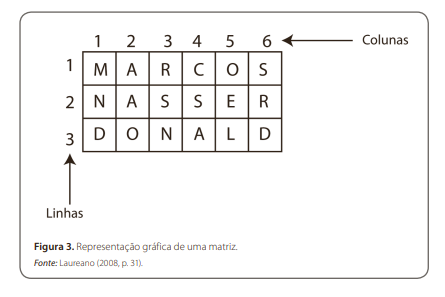 1 2 3 4 5 6 Colunas
1 M A R C O S
2 N A S S E R
3 D O N A L D
Linhas
Figura 3. Representação gráfica de uma matriz.
Fonte: Laureano (2008, p. 31).